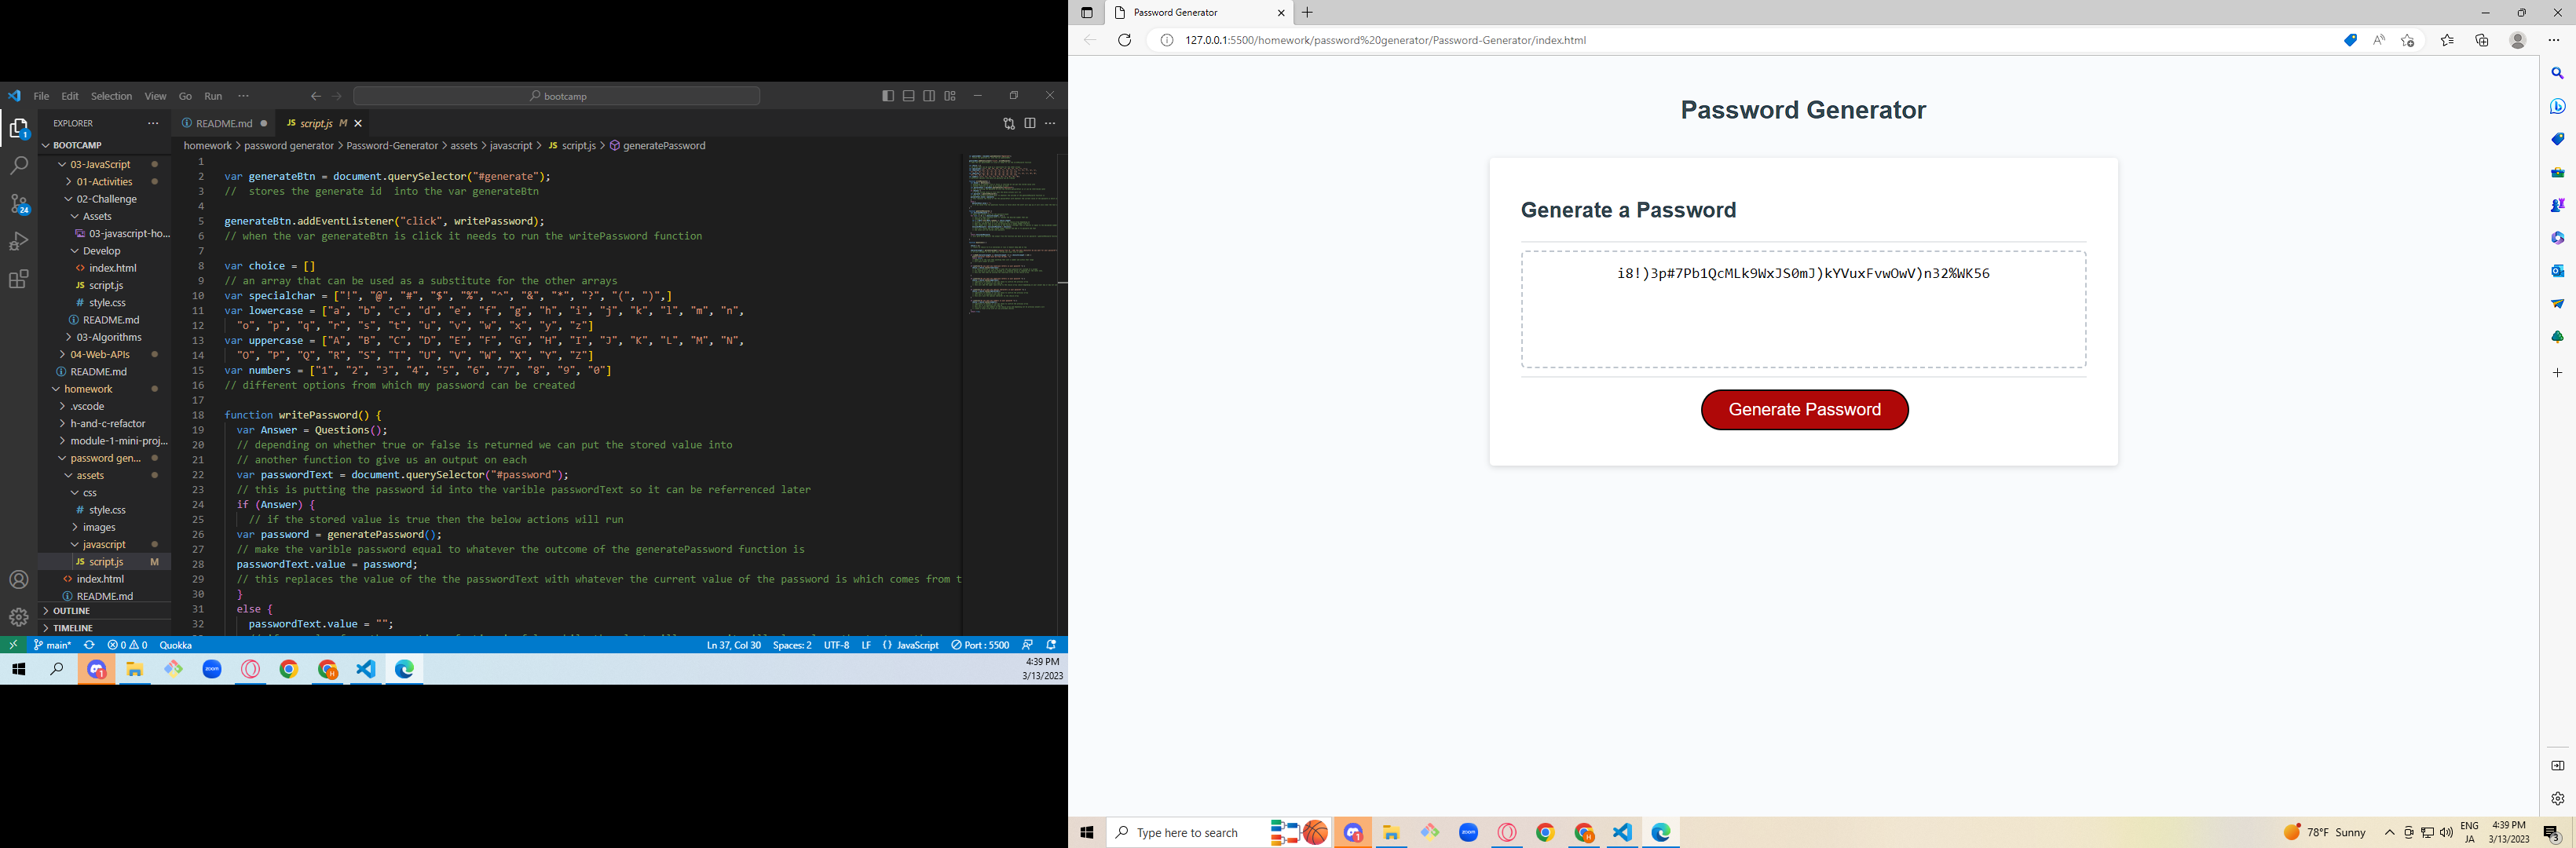 File Edit Selection View Go Run ··· bootcamp
EXPLORER ···
README.md
JS script.js M
BOOTCAMP
homework > password generator > Password-Generator > assets > javascript > JS script.js > generatePassword
03-JavaScript
01-Activities
02-Challenge
Assets
03-javascript-ho...
Develop
index.html
JS script.js
# style.css
README.md
03-Algorithms
04-Web-APIs
README.md
homework
.vscode
h-and-c-refactor
module-1-mini-proj...
password gen...
assets
css
# style.css
images
javascript
JS script.js M
index.html
README.md
OUTLINE
TIMELINE
1
2 var generateBtn = document.querySelector("#generate");
3 //  stores the generate id  into the var generateBtn
4
5 generateBtn.addEventListener("click", writePassword);
6 // when the var generateBtn is click it needs to run the writePassword function
7
8 var choice = []
9 // an array that can be used as a substitute for the other arrays
10 var specialchar = ["!", "@", "#", "$", "%", "^", "&", "*", "?", "(", ")",]
11 var lowercase = ["a", "b", "c", "d", "e", "f", "g", "h", "i", "j", "k", "l", "m", "n",
12 "o", "p", "q", "r", "s", "t", "u", "v", "w", "x", "y", "z"]
13 var uppercase = ["A", "B", "C", "D", "E", "F", "G", "H", "I", "J", "K", "L", "M", "N",
14 "O", "P", "Q", "R", "S", "T", "U", "V", "W", "X", "Y", "Z"]
15 var numbers = ["1", "2", "3", "4", "5", "6", "7", "8", "9", "0"]
16 // different options from which my password can be created
17
18 function writePassword() {
19 var Answer = Questions();
20 // depending on whether true or false is returned we can put the stored value into
21 // another function to give us an output on each
22 var passwordText = document.querySelector("#password");
23 // this is putting the password id into the varible passwordText so it can be referrenced later
24 if (Answer) {
25 // if the stored value is true then the below actions will run
26 var password = generatePassword();
27 // make the varible password equal to whatever the outcome of the generatePassword function is
28 passwordText.value = password;
29 // this replaces the value of the the passwordText with whatever the current value of the password is which comes from t
30 }
31 else {
32 passwordText.value = "";
main* 0 0 Quokka Ln 37, Col 30 Spaces: 2 UTF-8 LF {} JavaScript Port : 5500
zoom
4:39 PM
3/13/2023
Password Generator
127.0.0.1:5500/homework/password%20generator/Password-Generator/index.html
Password Generator
Generate a Password
i8!)3p#7Pb1QcMLk9WxJS0mJ)kYVuxFvwOwV)n32%WK56
Generate Password
Type here to search
zoom
78°F Sunny
ENG
JA
4:39 PM
3/13/2023
3